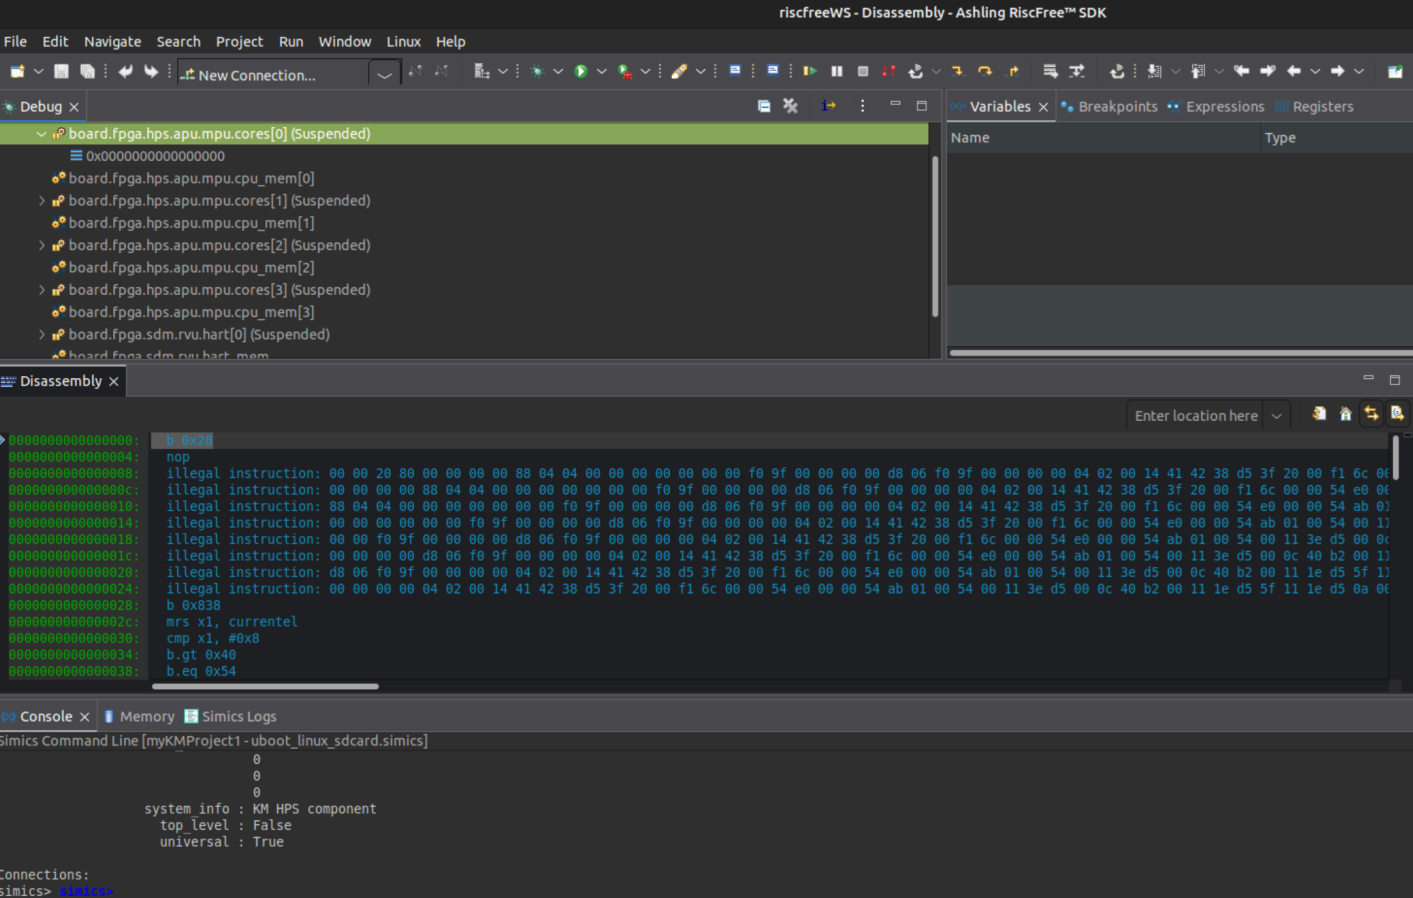 riscfreeWS - Disassembly - Ashling RiscFree™ SDK
File Edit Navigate Search Project Run Window Linux Help
New Connection...
Debug
Variables Breakpoints Expressions Registers
board.fpga.hps.apu.mpu.cores[0] (Suspended)
Name Type
0x0000000000000000
board.fpga.hps.apu.mpu.cpu_mem[0]
board.fpga.hps.apu.mpu.cores[1] (Suspended)
board.fpga.hps.apu.mpu.cpu_mem[1]
board.fpga.hps.apu.mpu.cores[2] (Suspended)
board.fpga.hps.apu.mpu.cpu_mem[2]
board.fpga.hps.apu.mpu.cores[3] (Suspended)
board.fpga.hps.apu.mpu.cpu_mem[3]
board.fpga.sdm.rvu.hart[0] (Suspended)
board.fpga.sdm.rvu.hart_mem
Disassembly
Enter location here
0000000000000000: b 0x28
0000000000000004: nop
0000000000000008: illegal instruction: 00 00 20 80 00 00 00 00 88 04 04 00 00 00 00 00 00 00 f0 9f 00 00 00 00 d8 06 f0 9f 00 00 00 00 04 02 00 14 41 42 38 d5 3f 20 00 f1 6c 00
000000000000000c: illegal instruction: 00 00 00 00 88 04 04 00 00 00 00 00 00 00 f0 9f 00 00 00 00 d8 06 f0 9f 00 00 00 00 04 02 00 14 41 42 38 d5 3f 20 00 f1 6c 00 00 54 e0 00
0000000000000010: illegal instruction: 88 04 04 00 00 00 00 00 00 00 f0 9f 00 00 00 00 d8 06 f0 9f 00 00 00 00 04 02 00 14 41 42 38 d5 3f 20 00 f1 6c 00 00 54 e0 00 00 54 ab 01
0000000000000014: illegal instruction: 00 00 00 00 00 00 f0 9f 00 00 00 00 d8 06 f0 9f 00 00 00 00 04 02 00 14 41 42 38 d5 3f 20 00 f1 6c 00 00 54 e0 00 00 54 ab 01 00 54 00 11
0000000000000018: illegal instruction: 00 00 f0 9f 00 00 00 00 d8 06 f0 9f 00 00 00 00 04 02 00 14 41 42 38 d5 3f 20 00 f1 6c 00 00 54 e0 00 00 54 ab 01 00 54 00 11 3e d5 00 0c
000000000000001c: illegal instruction: 00 00 00 00 d8 06 f0 9f 00 00 00 00 04 02 00 14 41 42 38 d5 3f 20 00 f1 6c 00 00 54 e0 00 00 54 ab 01 00 54 00 11 3e d5 00 0c 40 b2 00 11
0000000000000020: illegal instruction: d8 06 f0 9f 00 00 00 00 04 02 00 14 41 42 38 d5 3f 20 00 f1 6c 00 00 54 e0 00 00 54 ab 01 00 54 00 11 3e d5 00 0c 40 b2 00 11 1e d5 5f 11
0000000000000024: illegal instruction: 00 00 00 00 04 02 00 14 41 42 38 d5 3f 20 00 f1 6c 00 00 54 e0 00 00 54 ab 01 00 54 00 11 3e d5 00 0c 40 b2 00 11 1e d5 5f 11 1e d5 0a 00
0000000000000028: b 0x838
000000000000002c: mrs x1, currentel
0000000000000030: cmp x1, #0x8
0000000000000034: b.gt 0x40
0000000000000038: b.eq 0x54
Console Memory Simics Logs
Simics Command Line [myKMProject1 - uboot_linux_sdcard.simics]
0
0
0
system_info : KM HPS component
top_level : False
universal : True
Connections:
simics> simics>